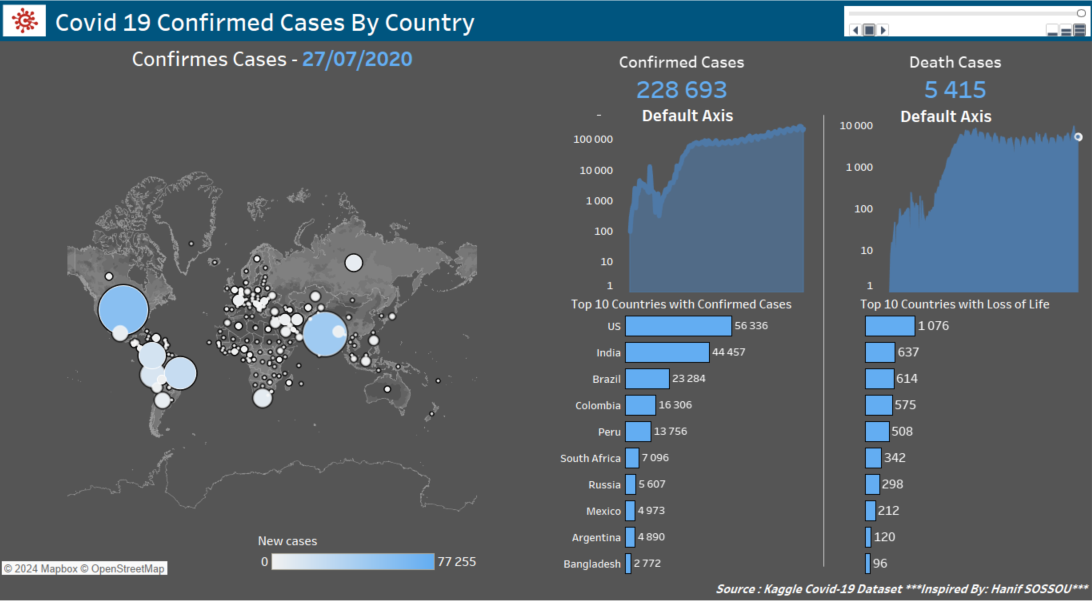 Covid 19 Confirmed Cases By Country
Confirmes Cases - 27/07/2020
Confirmed Cases
228 693
Default Axis
-
100 000
10 000
1 000
100
10
1
Death Cases
5 415
Default Axis
10 000
1 000
100
10
1
Top 10 Countries with Confirmed Cases
US 56 336
India 44 457
Brazil 23 284
Colombia 16 306
Peru 13 756
South Africa 7 096
Russia 5 607
Mexico 4 973
Argentina 4 890
Bangladesh 2 772
Top 10 Countries with Loss of Life
1 076
637
614
575
508
342
298
212
120
96
New cases
0 77 255
© 2024 Mapbox © OpenStreetMap
Source : Kaggle Covid-19 Dataset ***Inspired By: Hanif SOSSOU***